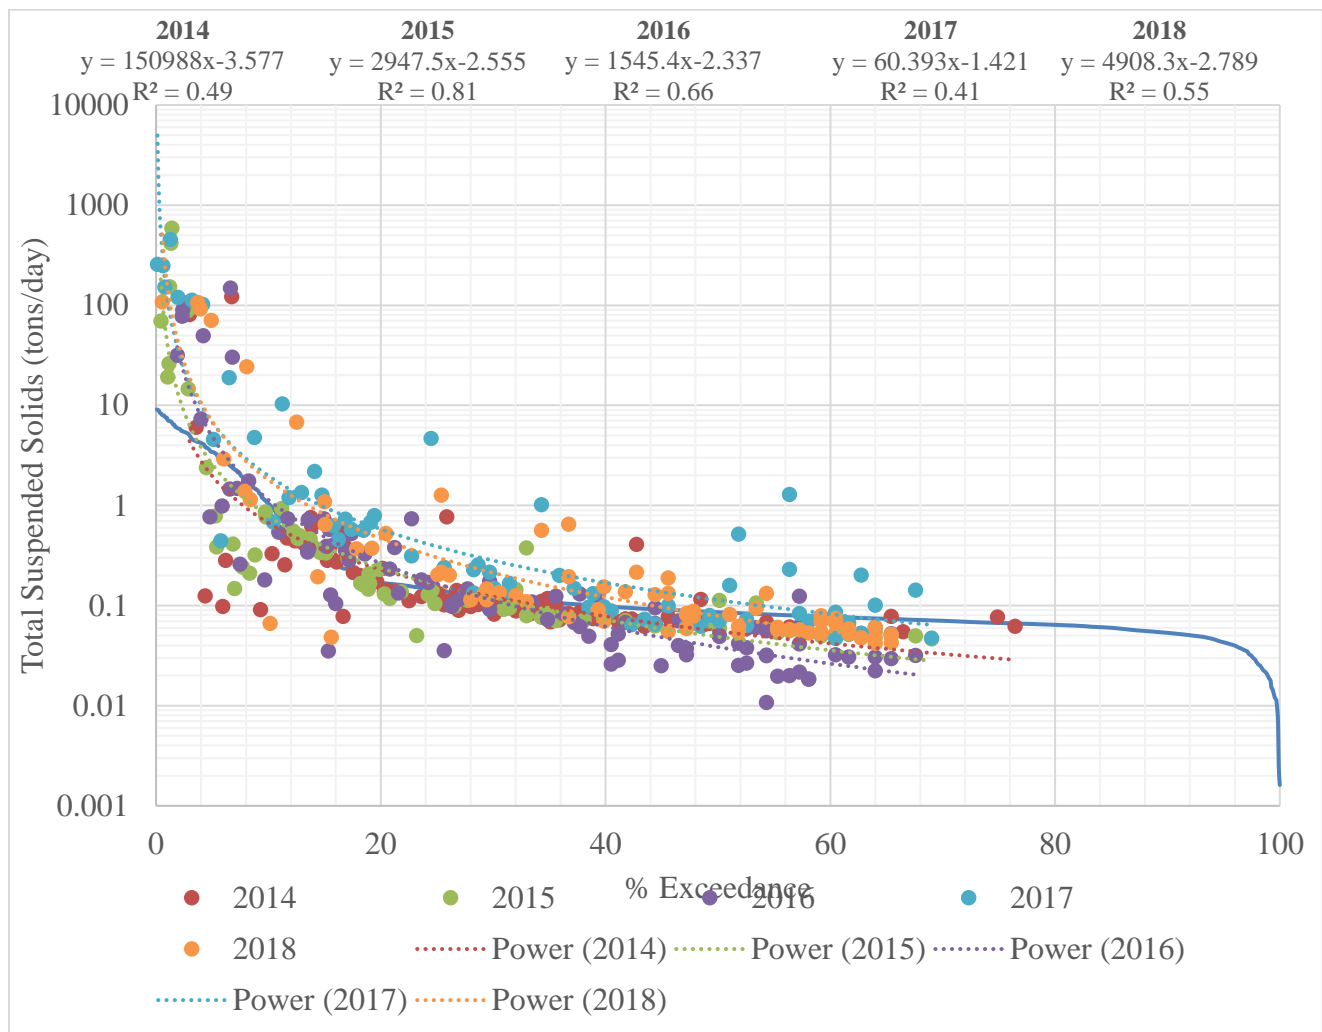 2014 2015 2016 2017 2018
y = 150988x-3.577 y = 2947.5x-2.555 y = 1545.4x-2.337 y = 60.393x-1.421 y = 4908.3x-2.789
R² = 0.49 R² = 0.81 R² = 0.66 R² = 0.41 R² = 0.55
10000
1000
100
10
1
0.1
0.01
0.001
Total Suspended Solids (tons/day)
0 20 40 60 80 100
% Exceedance
2014 2015 2016 2017
2018 Power (2014) Power (2015) Power (2016)
Power (2017) Power (2018)